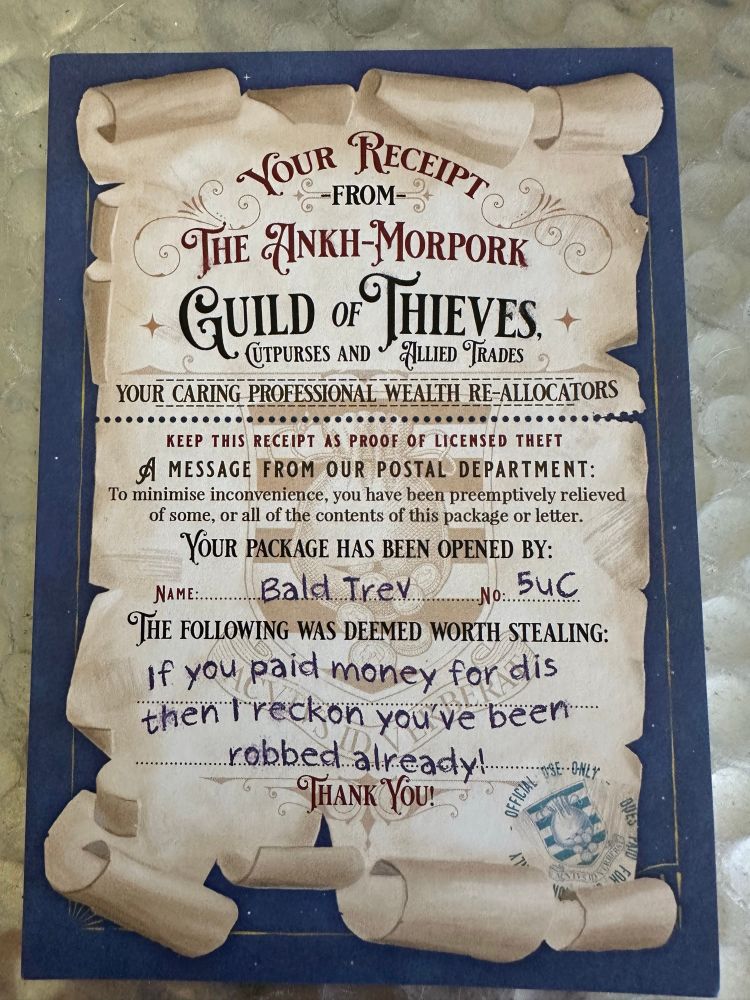 YOUR RECEIPT
-FROM-
THE ANKH-MORPORK
GUILD OF THIEVES,
CUTPURSES AND ALLIED TRADES
YOUR CARING PROFESSIONAL WEALTH RE-ALLOCATORS
KEEP THIS RECEIPT AS PROOF OF LICENSED THEFT
A MESSAGE FROM OUR POSTAL DEPARTMENT:
To minimise inconvenience, you have been preemptively relieved
of some, or all of the contents of this package or letter.
YOUR PACKAGE HAS BEEN OPENED BY:
NAME: Bald Trev NO: 5uC
THE FOLLOWING WAS DEEMED WORTH STEALING:
If you paid money for dis
then I reckon you've been
robbed already!
THANK YOU!
OFFICIAL USE ONLY
DUES PAID FOR